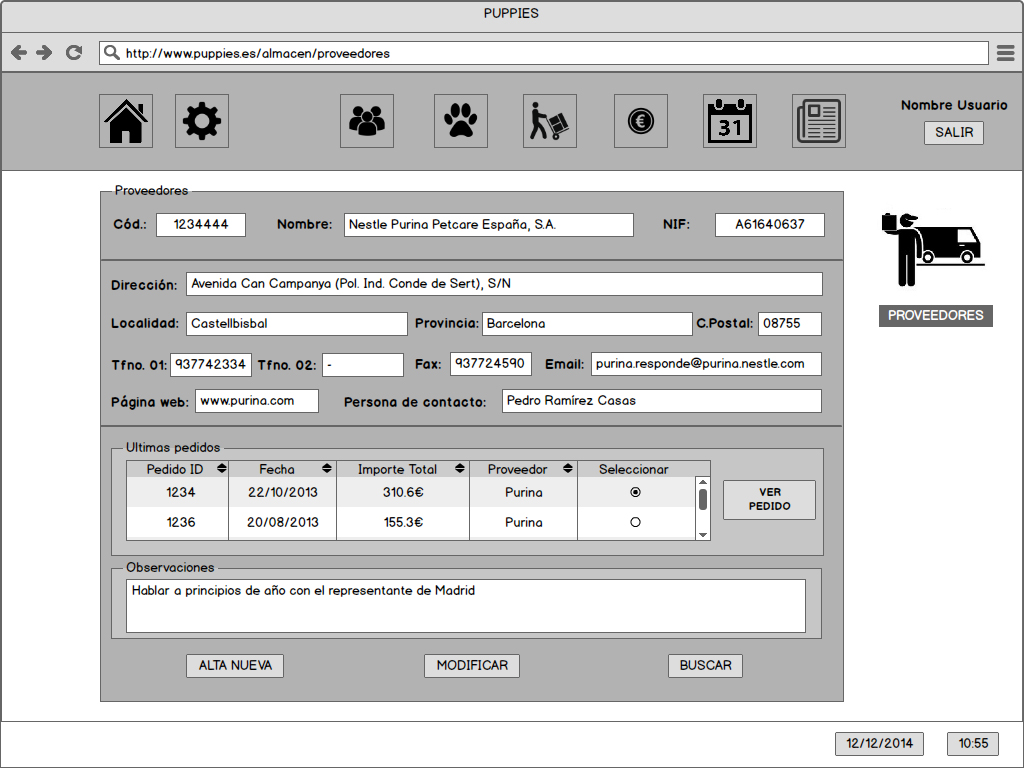 PUPPIES
http://www.puppies.es/almacen/proveedores
31
€
Nombre Usuario
SALIR
Proveedores
Cód.: 1234444 Nombre: Nestle Purina Petcare España, S.A. NIF: A61640637
Dirección: Avenida Can Campanya (Pol. Ind. Conde de Sert), S/N
Localidad: Castellbisbal Provincia: Barcelona C.Postal: 08755
Tfno. 01: 937742334 Tfno. 02: - Fax: 937724590 Email: purina.responde@purina.nestle.com
Página web: www.purina.com Persona de contacto: Pedro Ramírez Casas
PROVEEDORES
Ultimas pedidos
Pedido ID Fecha Importe Total Proveedor Seleccionar
1234 22/10/2013 310.6€ Purina
1236 20/08/2013 155.3€ Purina
VER
PEDIDO
Observaciones
Hablar a principios de año con el representante de Madrid
ALTA NUEVA MODIFICAR BUSCAR
12/12/2014 10:55